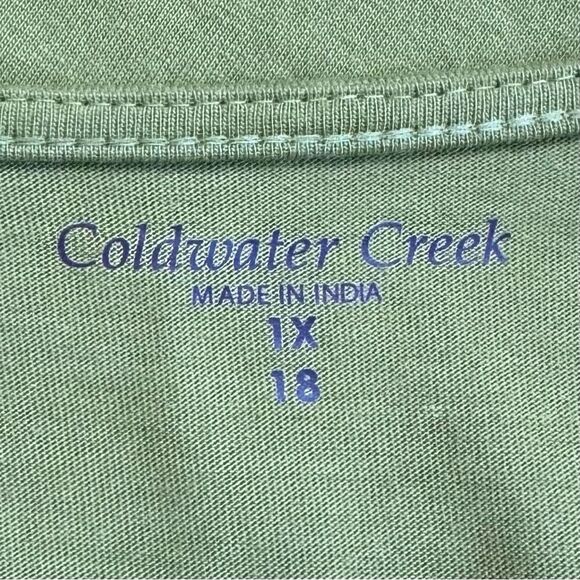 Coldwater Creek
MADE IN INDIA
1X
18